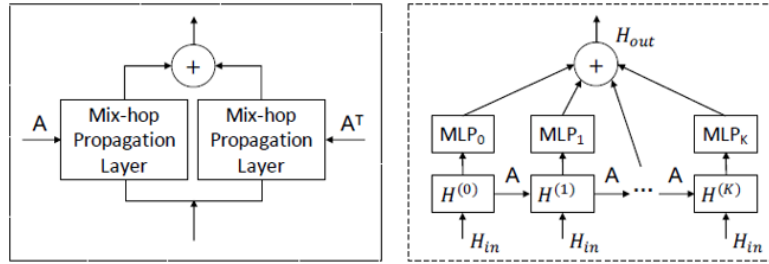 +
Mix-hop Propagation Layer
Mix-hop Propagation Layer
A
Aᵀ
H_out
+
MLP₀
MLP₁
MLP_K
H⁽⁰⁾
A
H⁽¹⁾
A
...
A
H⁽ᴷ⁾
H_in
H_in
H_in